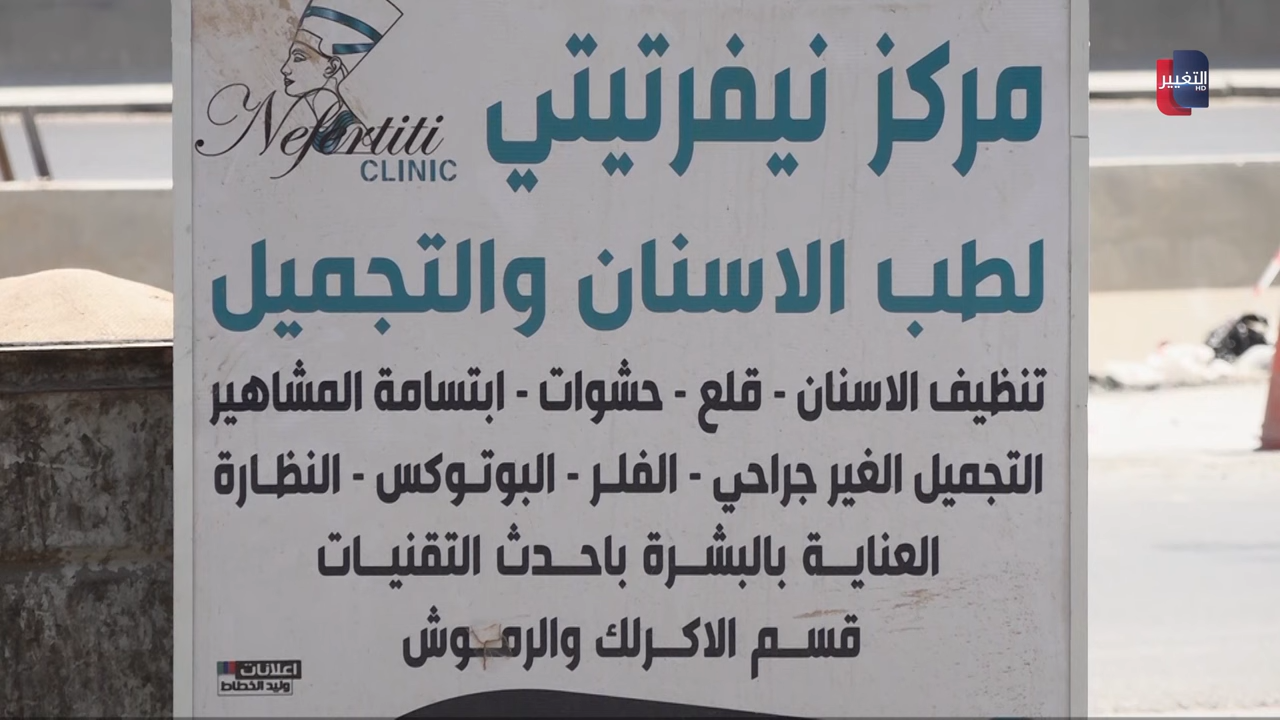 مركز نيفرتيتي
Nefertiti
CLINIC
لطب الاسنان والتجميل
تنظيف الاسنان - قلع - حشوات - ابتسامة المشاهير
التجميل الغير جراحي - الفلر - البوتوكس - النظارة
العناية بالبشرة باحدث التقنيات
قسم الاكرلك والرموش
اعلانات
وليد الخطاط
التغيير
HD